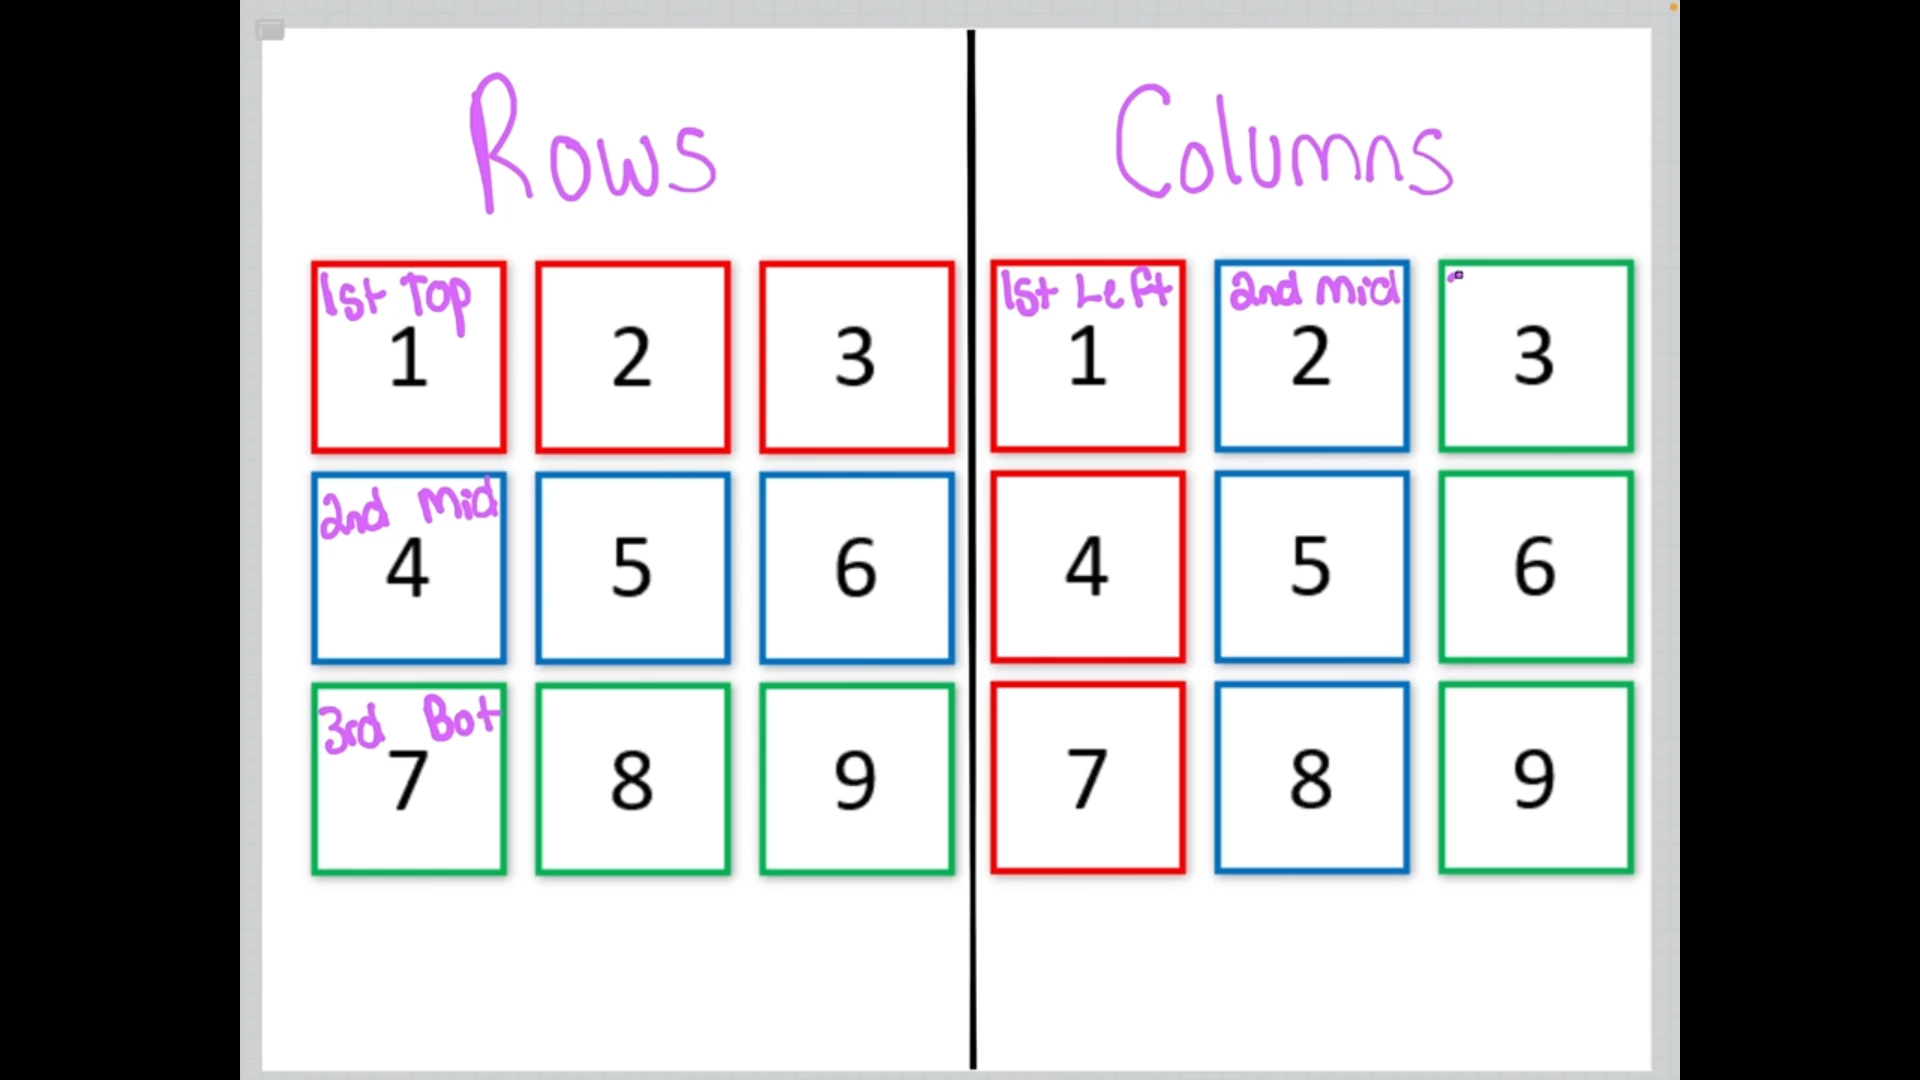 Rows
Columns
1st Top
1 2 3
2nd Mid
4 5 6
3rd Bot
7 8 9
1st Left 2nd Mid
1 2 3
4 5 6
7 8 9